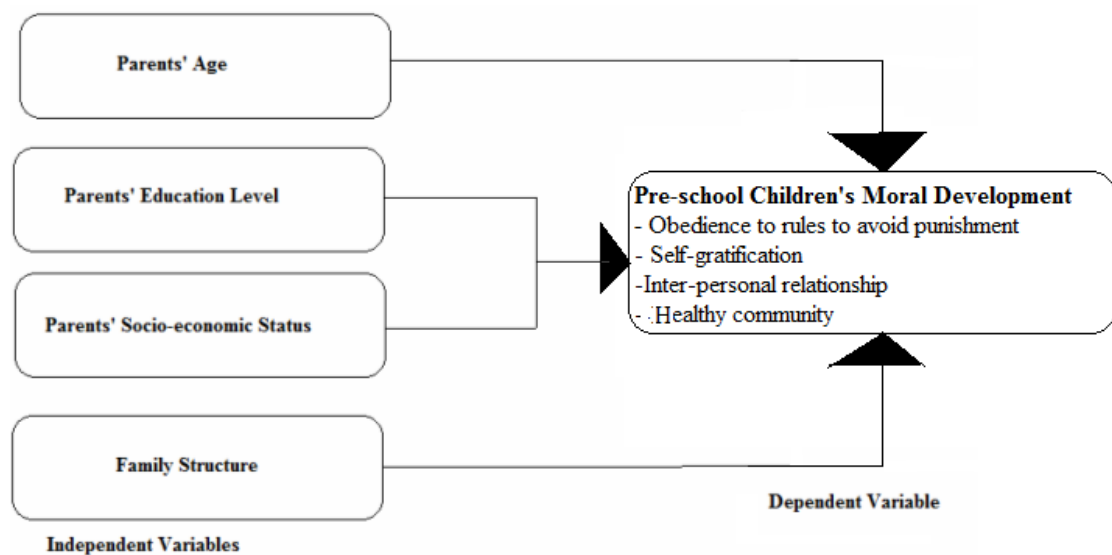 Parents' Age
Parents' Education Level
Parents' Socio-economic Status
Family Structure
Independent Variables
Pre-school Children's Moral Development
- Obedience to rules to avoid punishment
- Self-gratification
-Inter-personal relationship
- Healthy community
Dependent Variable